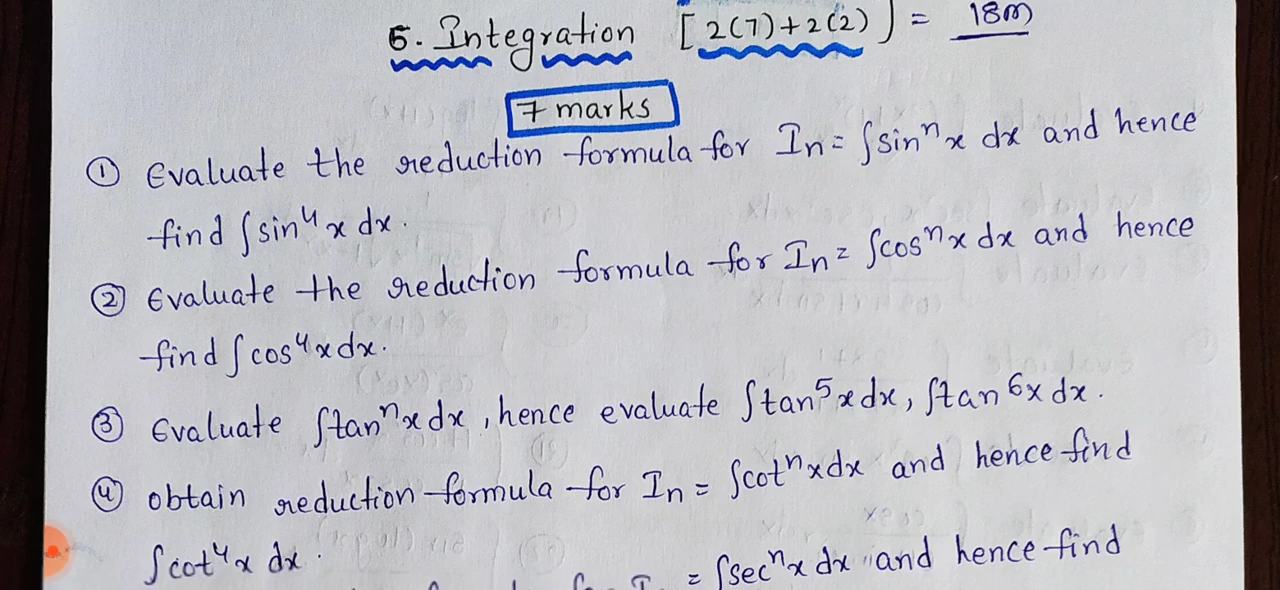 5. Integration [2(7)+2(2)] = 18m
7 marks
① Evaluate the reduction formula for In = ∫sinⁿx dx and hence
find ∫sin⁴x dx.
② Evaluate the reduction formula for In = ∫cosⁿx dx and hence
find ∫cos⁴x dx.
③ Evaluate ∫tanⁿx dx, hence evaluate ∫tan⁵x dx, ∫tan⁶x dx.
④ obtain reduction formula for In = ∫cotⁿx dx and hence find
∫cot⁴x dx.
= ∫secⁿx dx and hence find